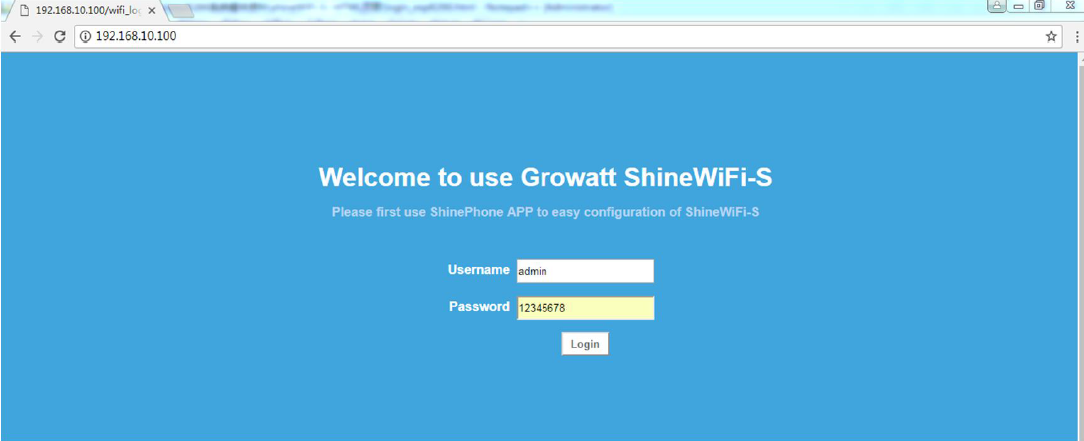 192.168.10.100/wifi_lo
192.168.10.100
Welcome to use Growatt ShineWiFi-S
Please first use ShinePhone APP to easy configuration of ShineWiFi-S
Username admin
Password 12345678
Login